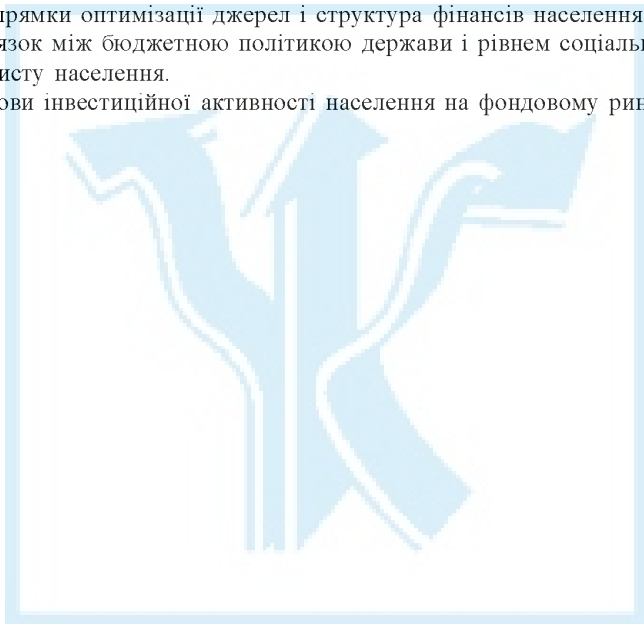 прямки оптимізації джерел і структура фінансів населення
язок між бюджетною політикою держави і рівнем соціаль
исту населення.
ови інвестиційної активності населення на фондовому рин